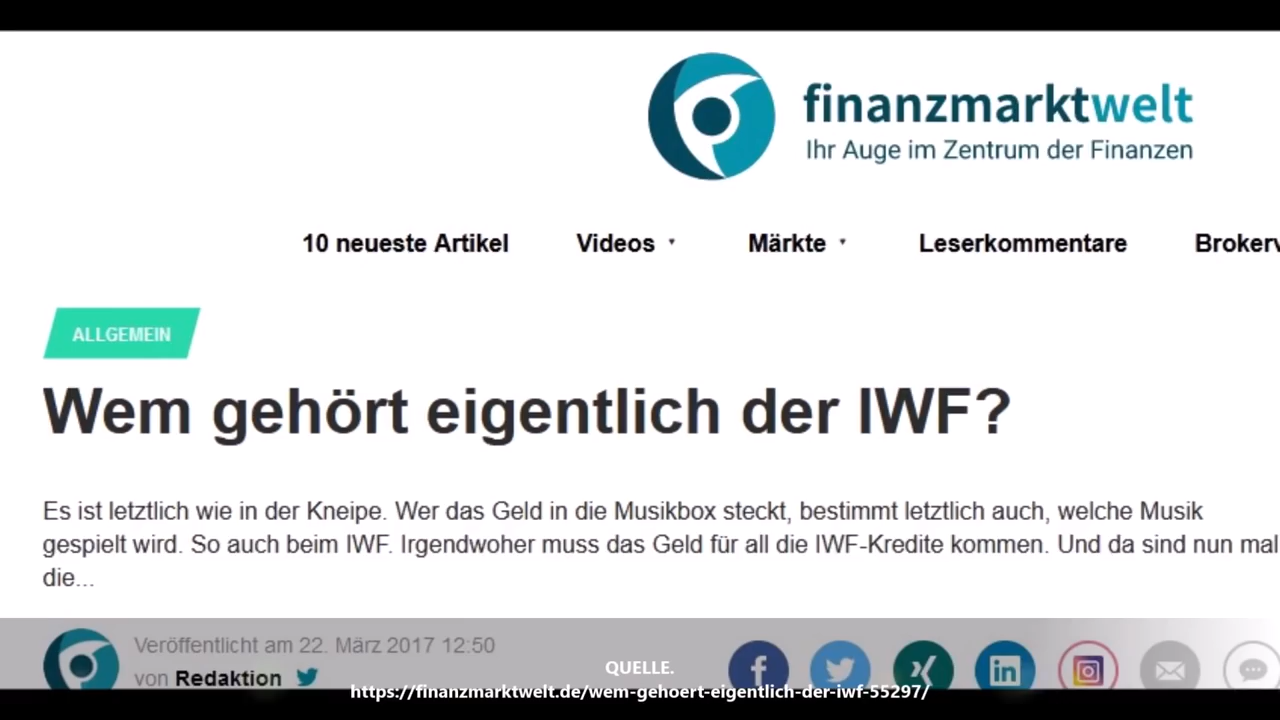 finanzmarktwelt
Ihr Auge im Zentrum der Finanzen
10 neueste Artikel Videos Märkte Leserkommentare
ALLGEMEIN
Wem gehört eigentlich der IWF?
Es ist letztlich wie in der Kneipe. Wer das Geld in die Musikbox steckt, bestimmt letztlich auch, welche Musik
gespielt wird. So auch beim IWF. Irgendwoher muss das Geld für all die IWF-Kredite kommen. Und da sind nun mal
die...
Veröffentlicht am 22. März 2017 12:50
von Redaktion
QUELLE.
https://finanzmarktwelt.de/wem-gehoert-eigentlich-der-iwf-55297/